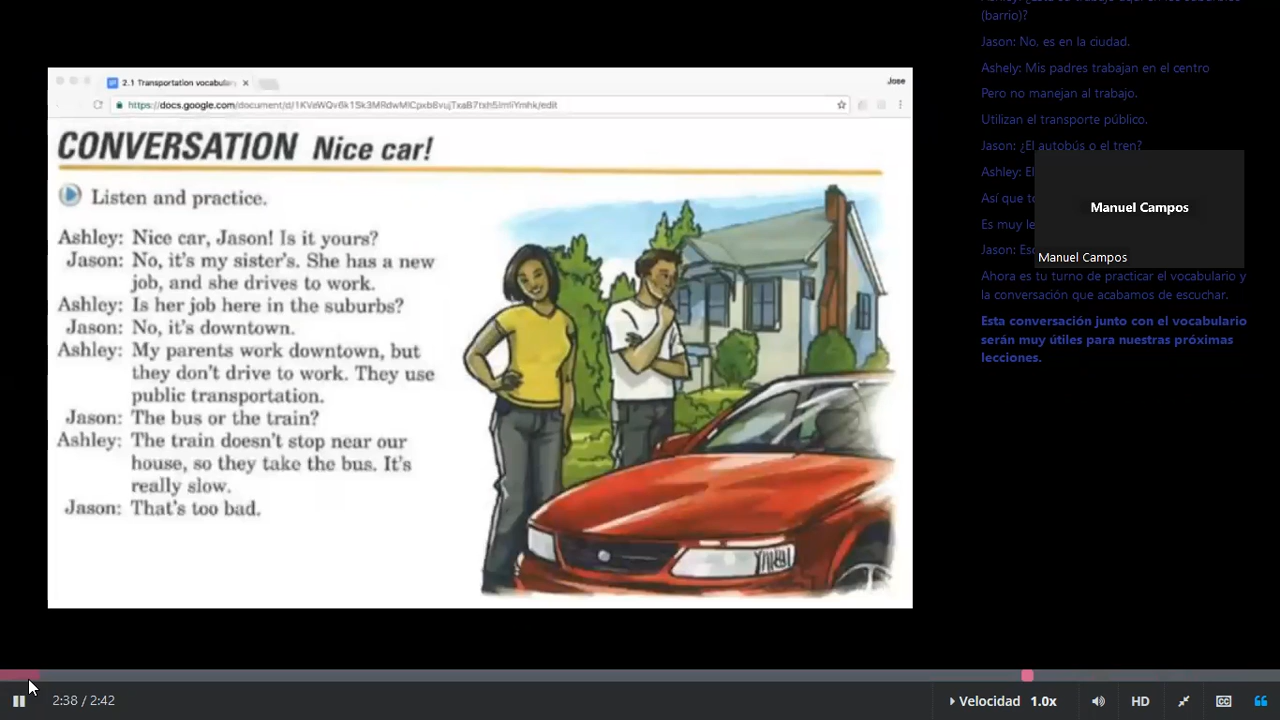 2.1 Transportation vocabular
Jose
https://docs.google.com/document/d/
CONVERSATION Nice car!
Listen and practice.
Ashley: Nice car, Jason! Is it yours?
Jason: No, it's my sister's. She has a new
job, and she drives to work.
Ashley: Is her job here in the suburbs?
Jason: No, it's downtown.
Ashley: My parents work downtown, but
they don't drive to work. They use
public transportation.
Jason: The bus or the train?
Ashley: The train doesn't stop near our
house, so they take the bus. It's
really slow.
Jason: That's too bad.
(barrio)?
Jason: No, es en la ciudad.
Ashely: Mis padres trabajan en el centro
Pero no manejan al trabajo.
Utilizan el transporte público.
Jason: ¿El autobús o el tren?
Ashley:
Así que
Es muy
Jason:
Manuel Campos
Manuel Campos
Ahora es tu turno de practicar el vocabulario y
la conversación que acabamos de escuchar.
Esta conversación junto con el vocabulario
serán muy útiles para nuestras próximas
lecciones.
2:38 / 2:42
Velocidad 1.0x
HD
CC